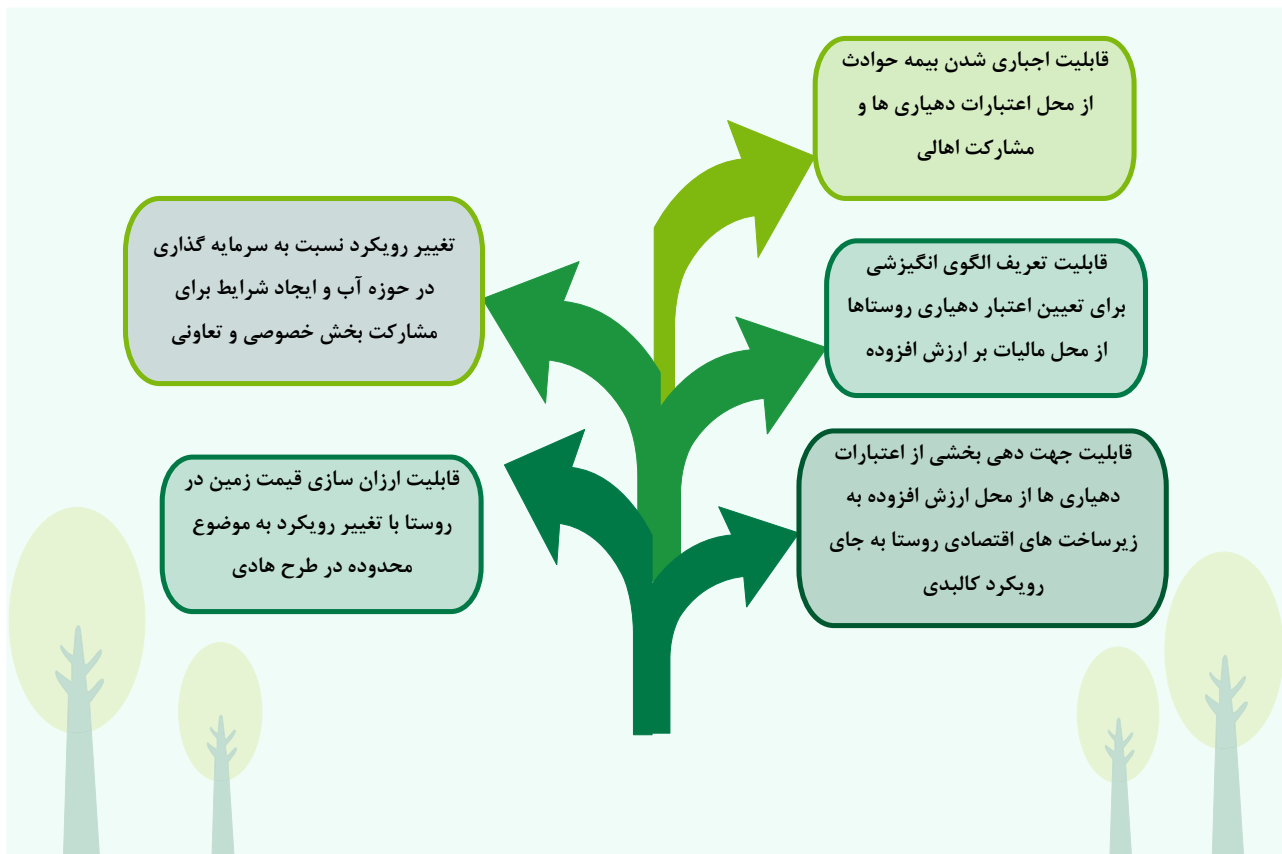 قابلیت اجباری شدن بیمه حوادث
از محل اعتبارات دهیاری ها و
مشارکت اهالی
قابلیت تعریف الگوی انگیزشی
برای تعیین اعتبار دهیاری روستاها
از محل مالیات بر ارزش افزوده
قابلیت جهت دهی بخشی از اعتبارات
دهیاری ها از محل ارزش افزوده به
زیرساخت های اقتصادی روستا به جای
رویکرد کالبدی
تغییر رویکرد نسبت به سرمایه گذاری
در حوزه آب و ایجاد شرایط برای
مشارکت بخش خصوصی و تعاونی
قابلیت ارزان سازی قیمت زمین در
روستا با تغییر رویکرد به موضوع
محدوده در طرح هادی